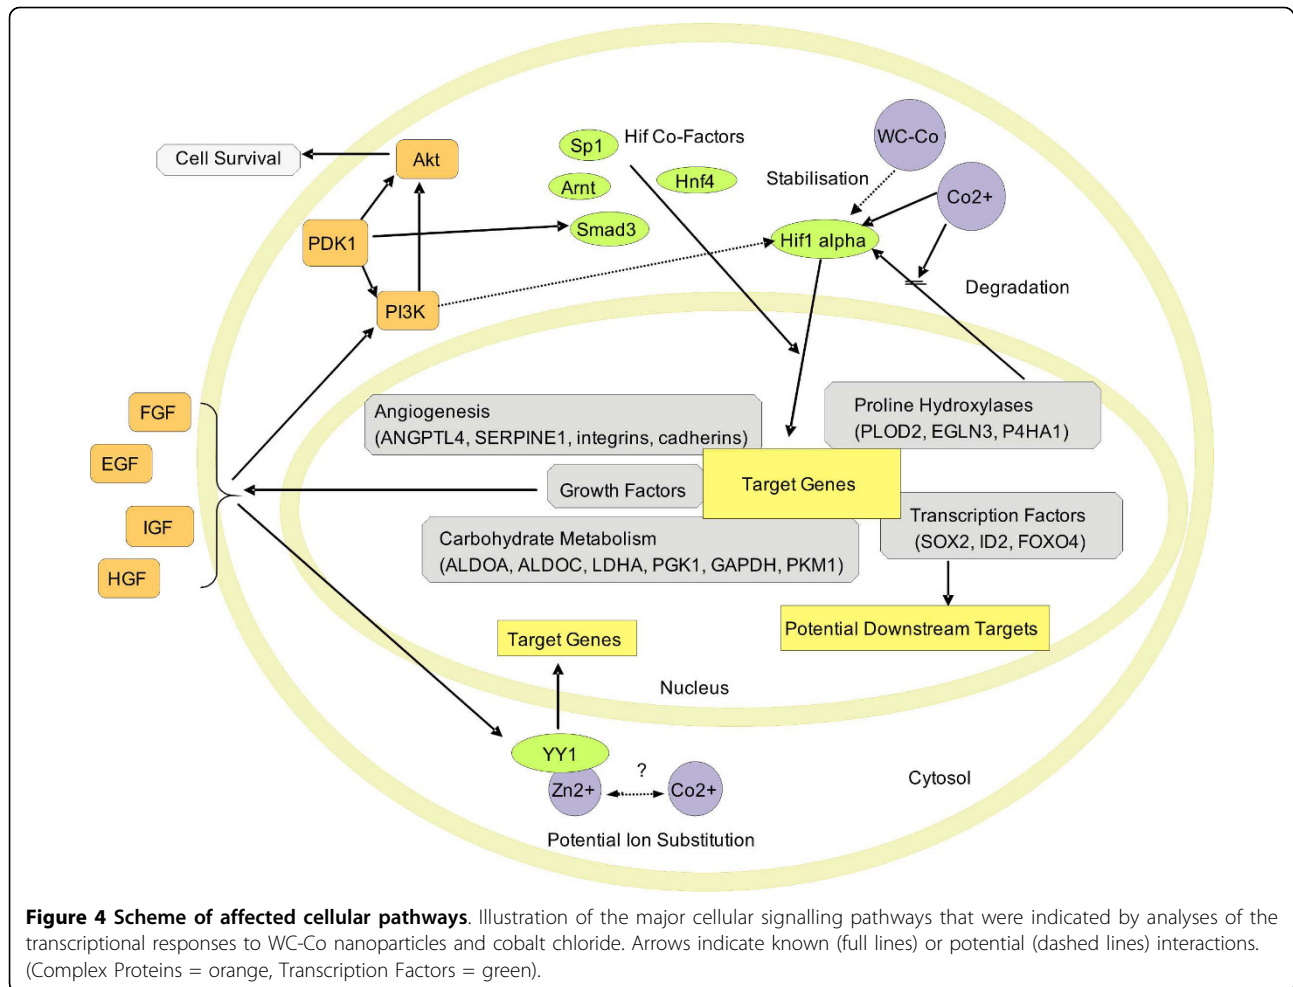 WC-Co
Sp1
Hif Co-Factors
Cell Survival
Akt
Arnt
Hnf4
Stabilisation
Co2+
Smad3
PDK1
Hif1 alpha
Degradation
PI3K
FGF
EGF
IGF
HGF
Angiogenesis
(ANGPTL4, SERPINE1, integrins, cadherins)
Proline Hydroxylases
(PLOD2, EGLN3, P4HA1)
Growth Factors
Target Genes
Carbohydrate Metabolism
(ALDOA, ALDOC, LDHA, PGK1, GAPDH, PKM1)
Transcription Factors
(SOX2, ID2, FOXO4)
Target Genes
Potential Downstream Targets
Nucleus
YY1
?
Zn2+
Co2+
Cytosol
Potential Ion Substitution
Figure 4 Scheme of affected cellular pathways. Illustration of the major cellular signalling pathways that were indicated by analyses of the
transcriptional responses to WC-Co nanoparticles and cobalt chloride. Arrows indicate known (full lines) or potential (dashed lines) interactions.
(Complex Proteins = orange, Transcription Factors = green).